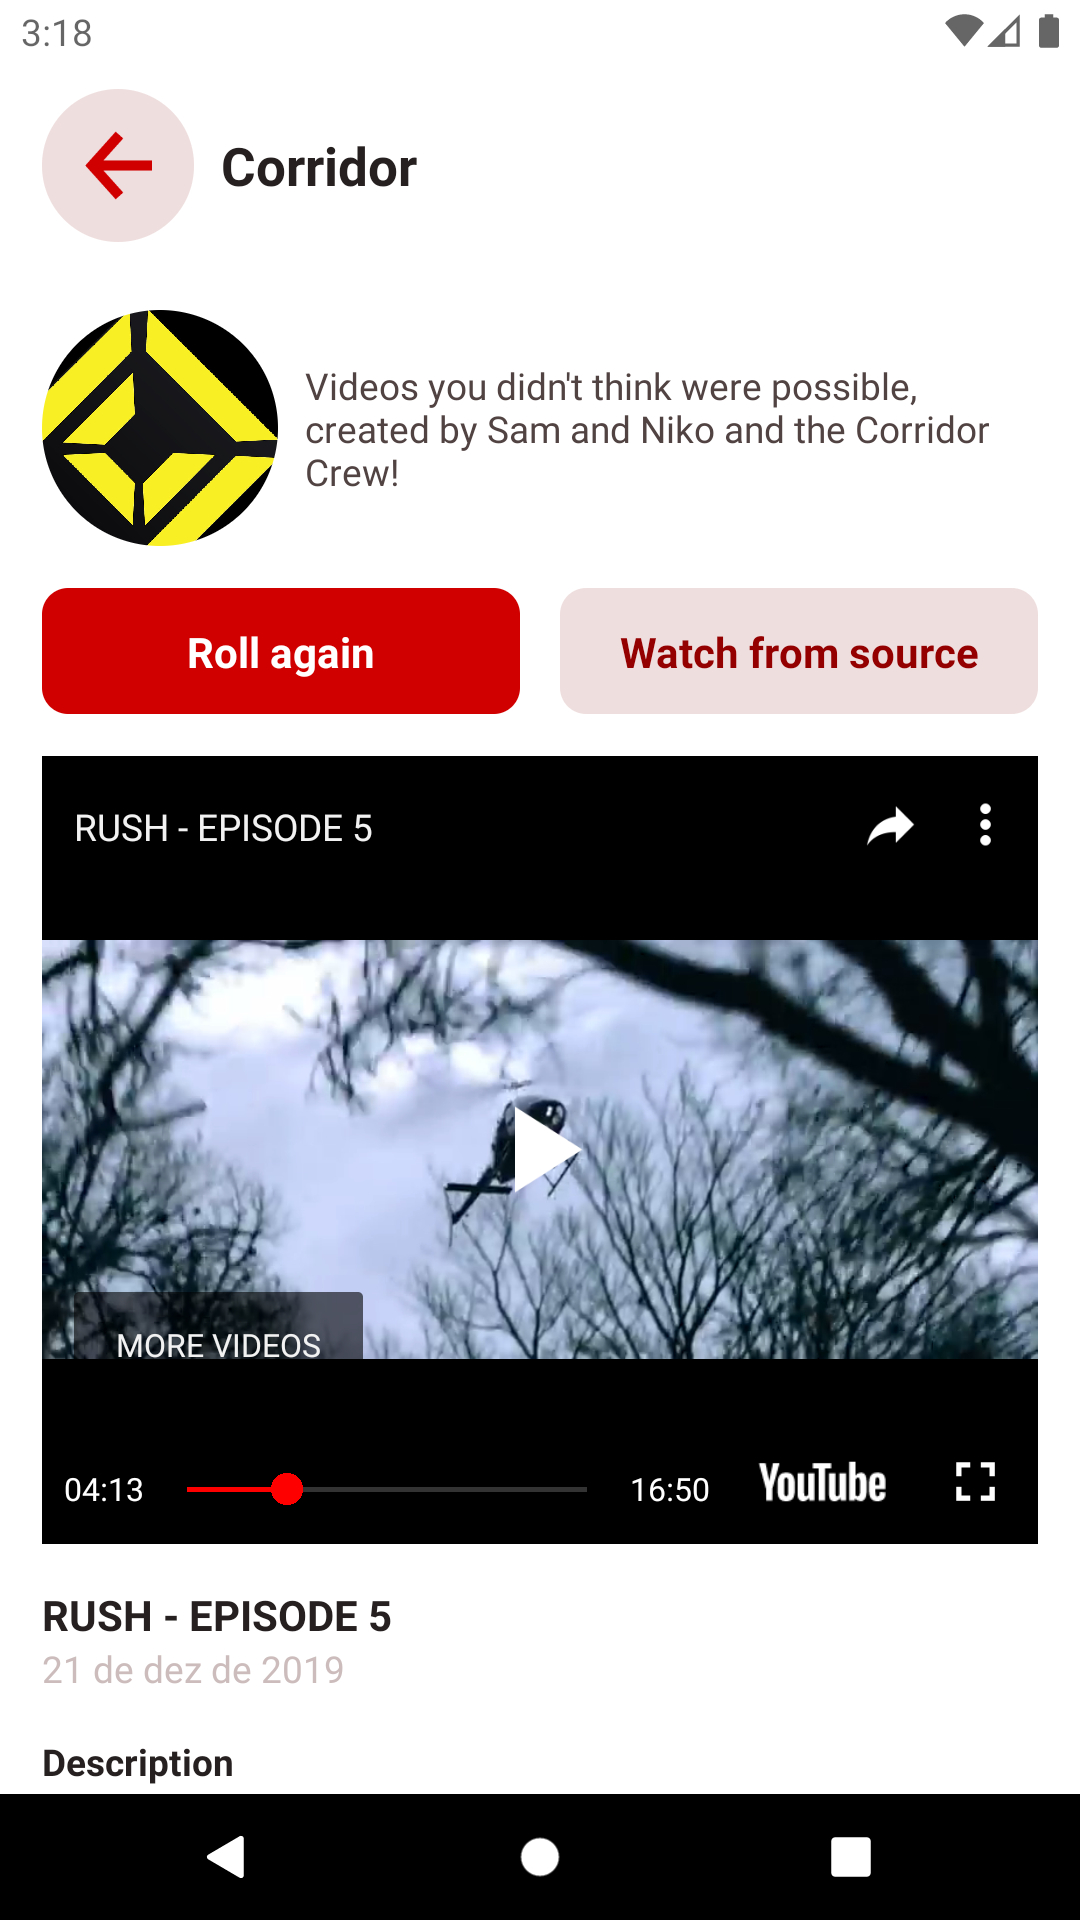 3:18
Corridor
Videos you didn't think were possible,
created by Sam and Niko and the Corridor
Crew!
Roll again
Watch from source
RUSH - EPISODE 5
MORE VIDEOS
04:13
16:50
YouTube
RUSH - EPISODE 5
21 de dez de 2019
Description